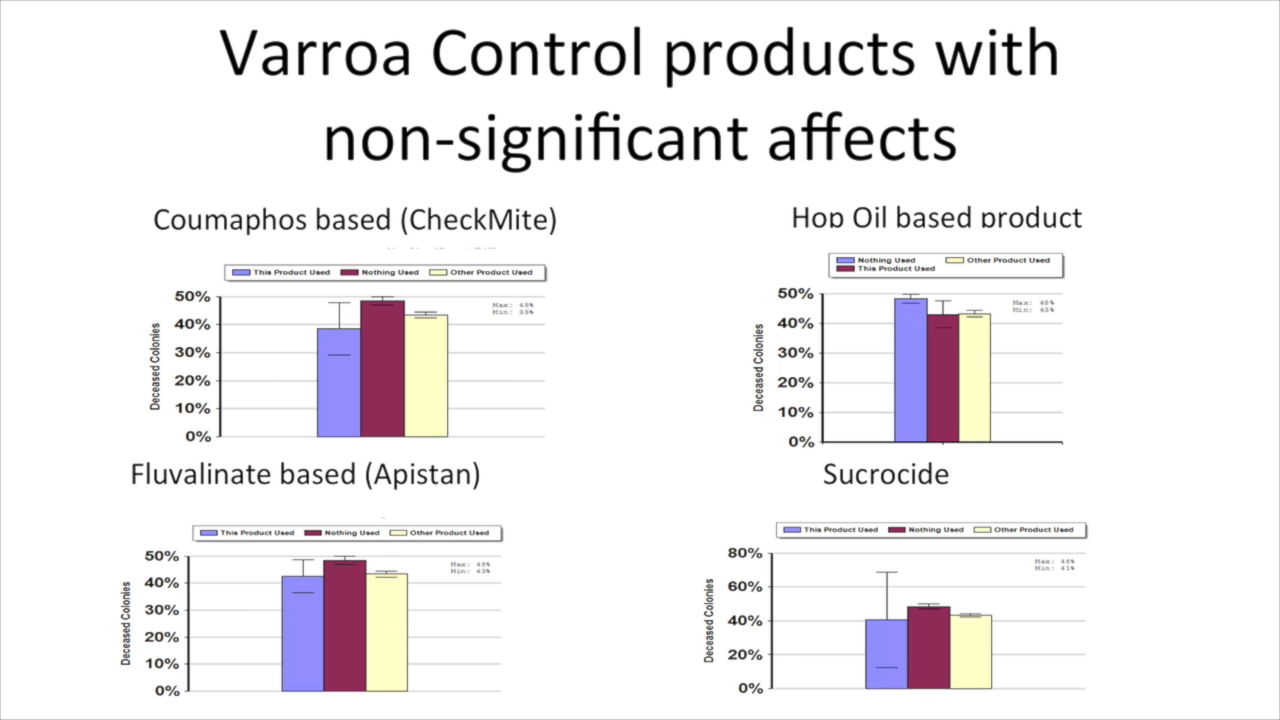 Varroa Control products with
non-significant affects
Coumaphos based (CheckMite)
This Product Used Nothing Used Other Product Used
50%
40%
30%
20%
10%
0%
Deceased Colonies
Max: 48%
Min: 38%
Hop Oil based product
Nothing Used Other Product Used
This Product Used
50%
40%
30%
20%
10%
0%
Deceased Colonies
Max: 48%
Min: 43%
Fluvalinate based (Apistan)
This Product Used Nothing Used Other Product Used
50%
40%
30%
20%
10%
0%
Deceased Colonies
Max: 48%
Min: 43%
Sucrocide
This Product Used Nothing Used Other Product Used
80%
60%
40%
20%
0%
Deceased Colonies
Max: 48%
Min: 41%